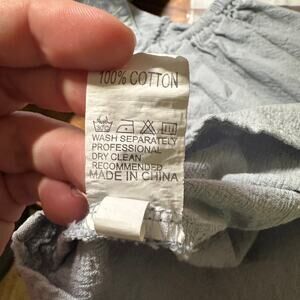 100% COTTON
WASH SEPARATELY
PROFESSIONAL
DRY CLEAN
RECOMMENDED
MADE IN CHINA